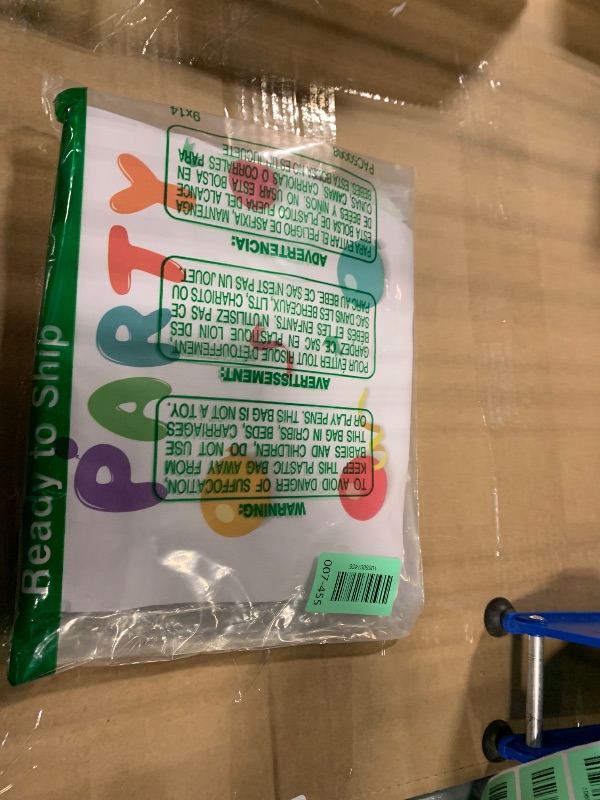 Ready to Ship
9x14
WARNING:
TO AVOID DANGER OF SUFFOCATION,
KEEP THIS PLASTIC BAG AWAY FROM
BABIES AND CHILDREN, DO NOT USE
THIS BAG IN CRIBS, BEDS, CARRIAGES
OR PLAY PENS. THIS BAG IS NOT A TOY.
AVERTISSEMENT:
POUR ÉVITER TOUT RISQUE D'ÉTOUFFEMENT,
GARDEZ CE SAC EN PLASTIQUE LOIN DES
BÉBÉS ET LES ENFANTS. N'UTILISEZ PAS CE
SAC DANS LES BERCEAUX, LITS, CHARIOTS OU
PARC AU BEBE. CE SAC N'EST PAS UN JOUET.
ADVERTENCIA:
PARA EVITAR EL PELIGRO DE ASFIXIA, MANTENGA
ESTA BOLSA DE PLASTICO FUERA DEL ALCANCE
DE BEBES Y NINOS. NO USAR ESTA BOLSA EN
CUNAS, CAMAS, CARRIOLAS O CORRALES PARA
BEBES. ESTA BOLSA NO ES UN JUGUETE
PARTY
007-455